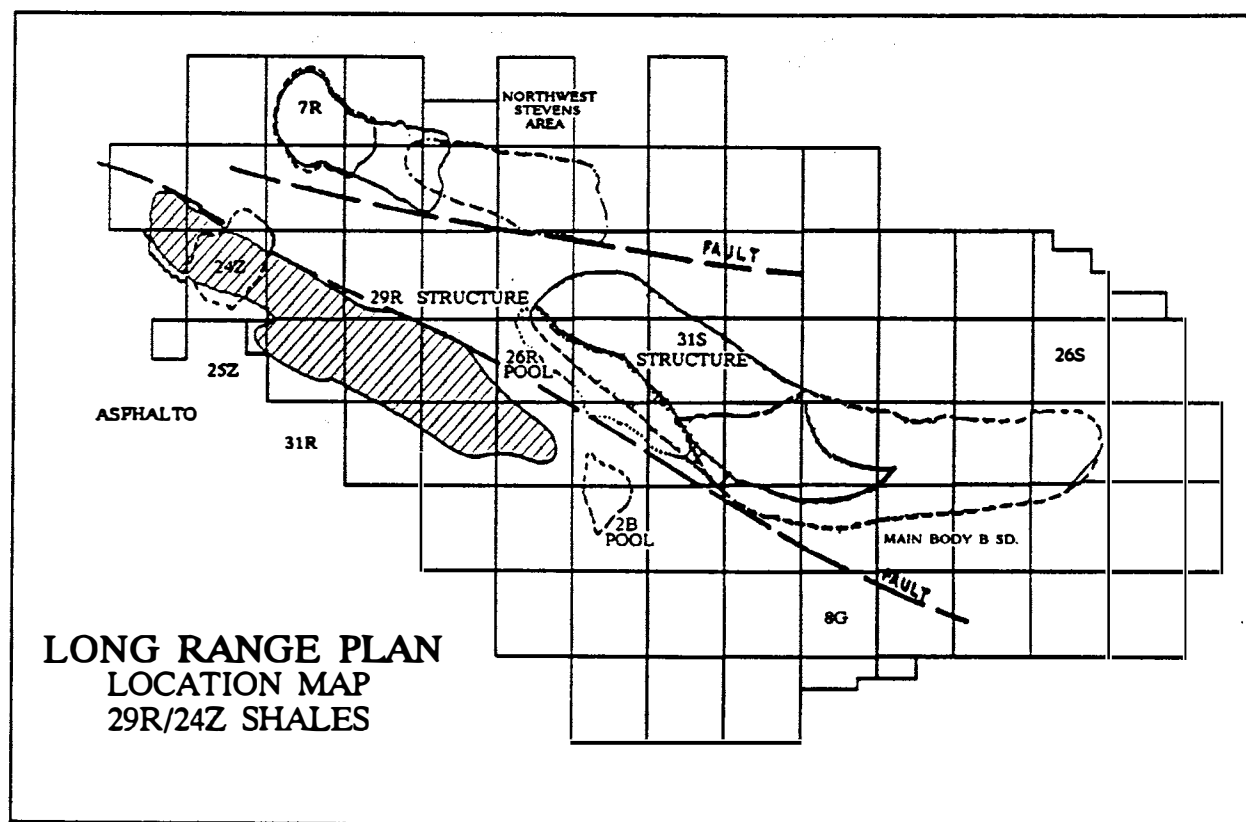 7R
NORTHWEST
STEVENS
AREA
FAULT
24Z
29R STRUCTURE
31S
STRUCTURE
26R
POOL
26S
25Z
ASPHALTO
31R
2B
POOL
MAIN BODY B SD.
FAULT
8G
LONG RANGE PLAN
LOCATION MAP
29R/24Z SHALES